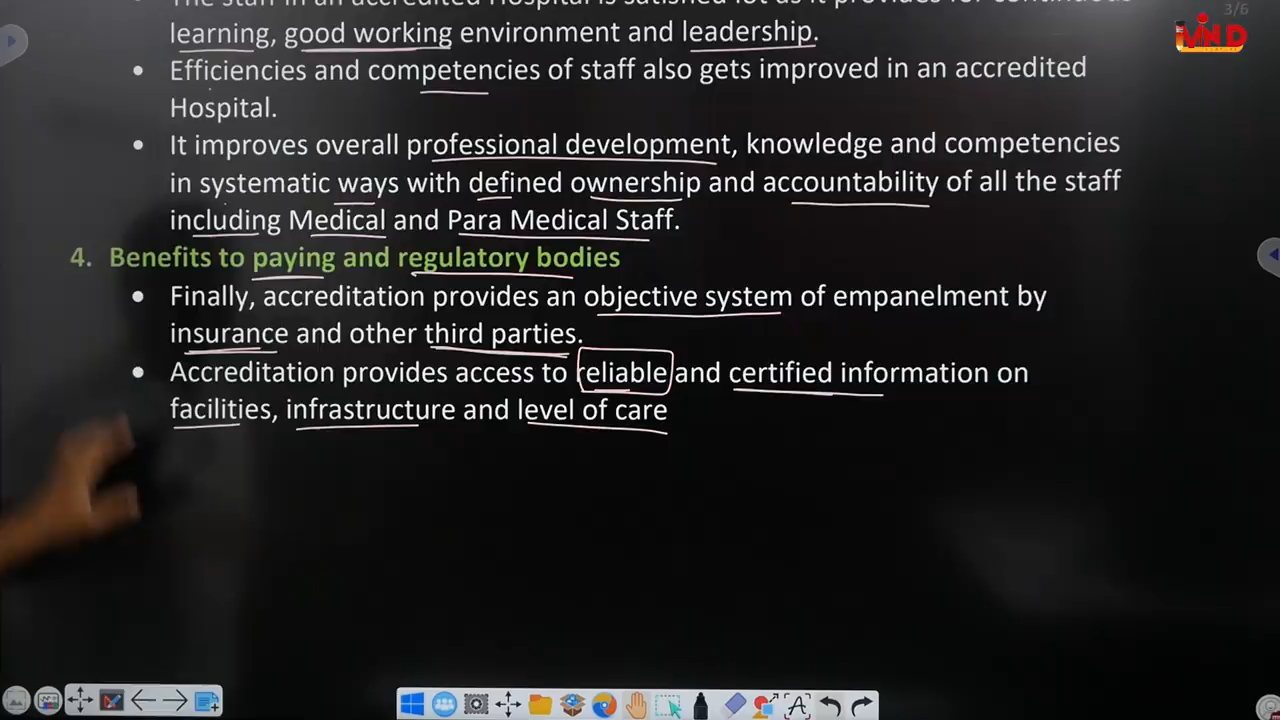 The staff in an accredited Hospital is satisfied lot as it provides for continuous
learning, good working environment and leadership.
• Efficiencies and competencies of staff also gets improved in an accredited
Hospital.
• It improves overall professional development, knowledge and competencies
in systematic ways with defined ownership and accountability of all the staff
including Medical and Para Medical Staff.
4. Benefits to paying and regulatory bodies
• Finally, accreditation provides an objective system of empanelment by
insurance and other third parties.
• Accreditation provides access to reliable and certified information on
facilities, infrastructure and level of care
3/6